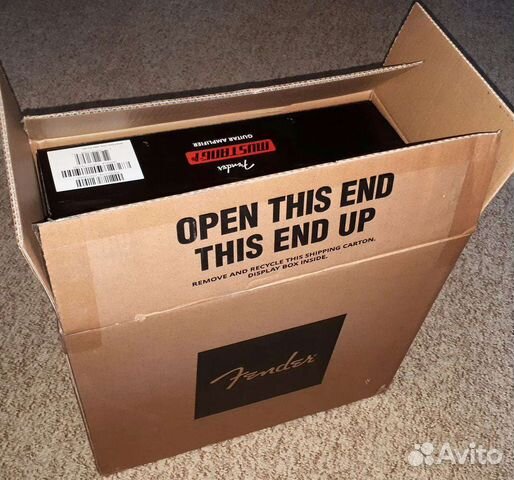 Fender
MUSTANG
GUITAR AMPLIFIER
OPEN THIS END
THIS END UP
REMOVE AND RECYCLE THIS SHIPPING CARTON.
DISPLAY BOX INSIDE.
Fender
Avito